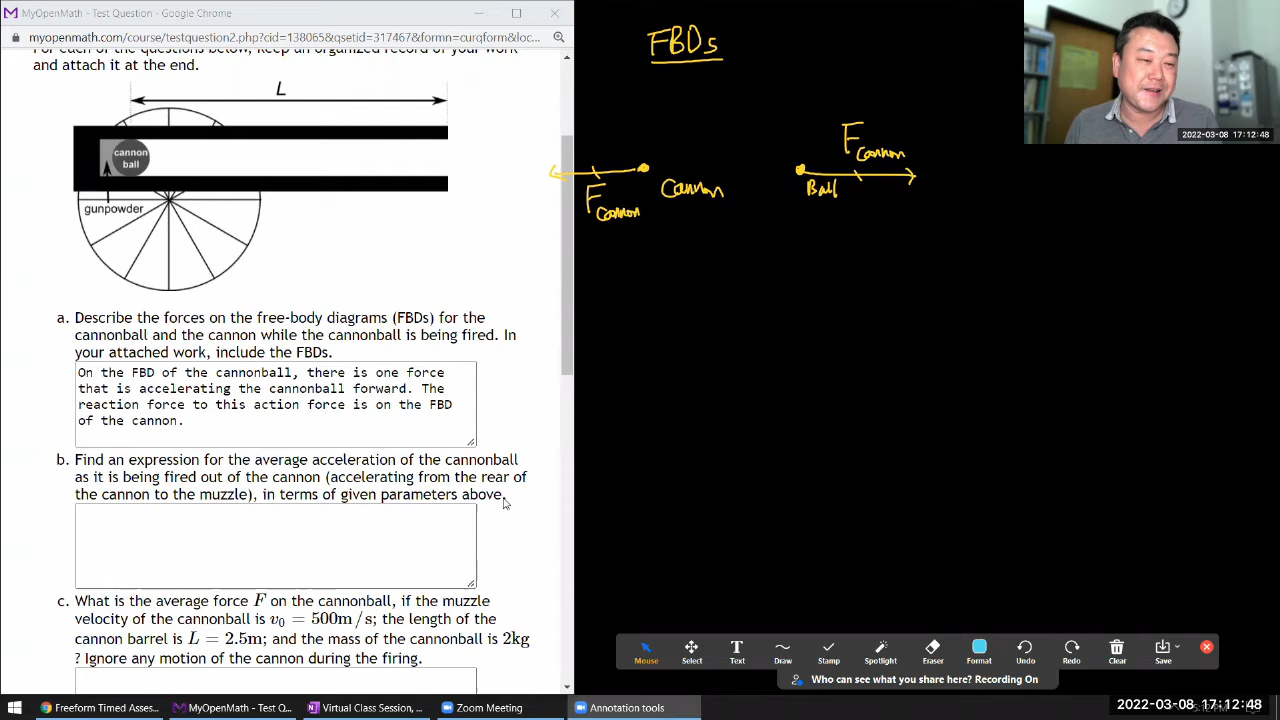 MyOpenMath - Test Question - Google Chrome
myopenmath.com/course/testquestion2.php?cid=138065&qsetid=317467&formn=curqform&loc...
For each of the questions below, keep an organized record of your work
and attach it at the end.
L
cannon
ball
gunpowder
a. Describe the forces on the free-body diagrams (FBDs) for the
cannonball and the cannon while the cannonball is being fired. In
your attached work, include the FBDs.
On the FBD of the cannonball, there is one force
that is accelerating the cannonball forward. The
reaction force to this action force is on the FBD
of the cannon.
b. Find an expression for the average acceleration of the cannonball
as it is being fired out of the cannon (accelerating from the rear of
the cannon to the muzzle), in terms of given parameters above.
c. What is the average force F on the cannonball, if the muzzle
velocity of the cannonball is v₀ = 500m/s; the length of the
cannon barrel is L = 2.5m; and the mass of the cannonball is 2kg
? Ignore any motion of the cannon during the firing.
FBDs
F cannon
Cannon
F cannon
Ball
2022-03-08 17:12:48
Mouse Select Text Draw Stamp Spotlight Eraser Format Undo Redo Clear Save
Who can see what you share here? Recording On
Freeform Timed Asses... MyOpenMath - Test Q... Virtual Class Session, ... Zoom Meeting Annotation tools
2022-03-08 17:12:48